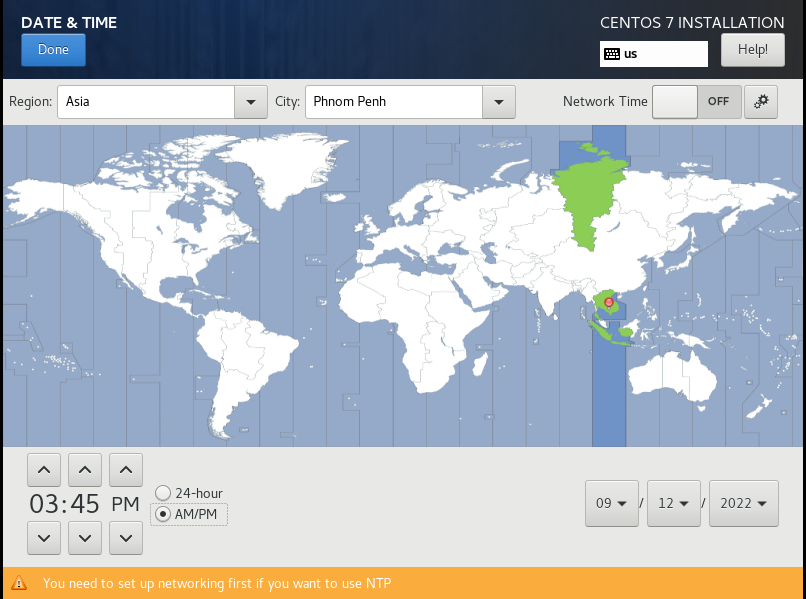 DATE & TIME
CENTOS 7 INSTALLATION
Done
us
Help!
Region: Asia City: Phnom Penh Network Time OFF
03:45 PM
24-hour
AM/PM
09 / 12 / 2022
You need to set up networking first if you want to use NTP